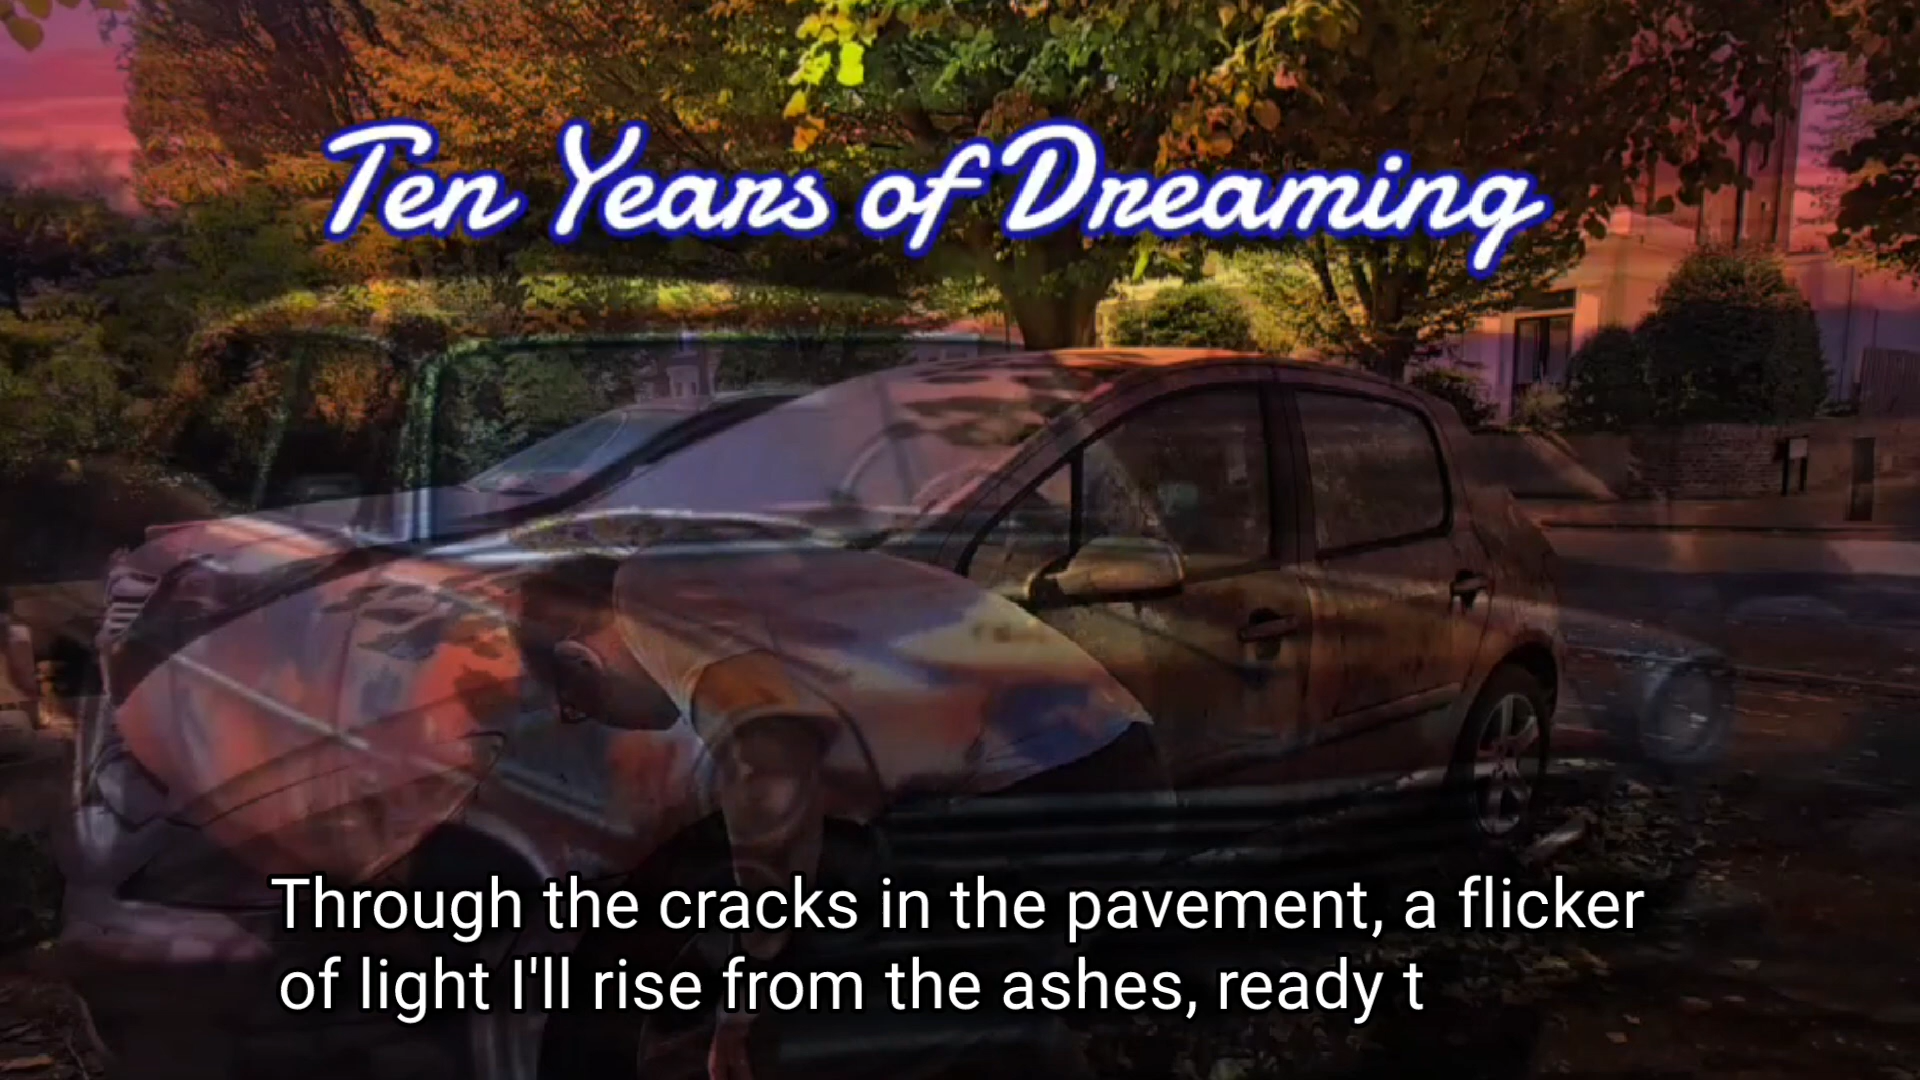 Ten Years of Dreaming
Through the cracks in the pavement, a flicker
of light I'll rise from the ashes, ready t